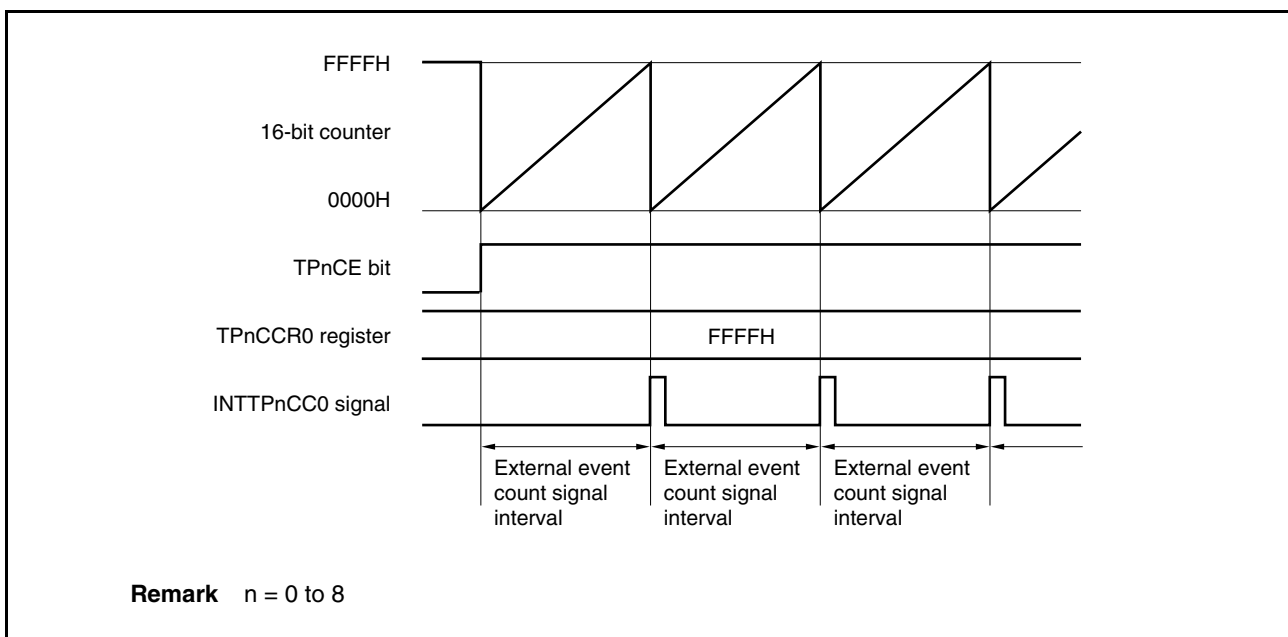 FFFFH
16-bit counter
0000H
TPnCE bit
TPnCCR0 register
FFFFH
INTTPnCC0 signal
External event
count signal
interval
External event
count signal
interval
External event
count signal
interval
Remark n = 0 to 8